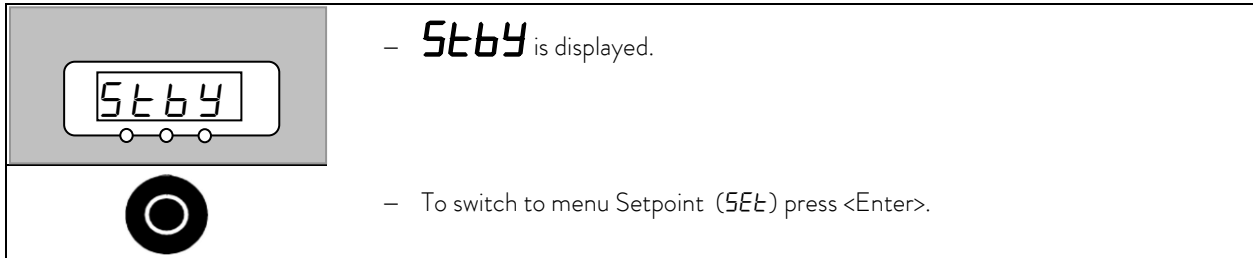 Stby
– Stby is displayed.
– To switch to menu Setpoint (SEt) press <Enter>.